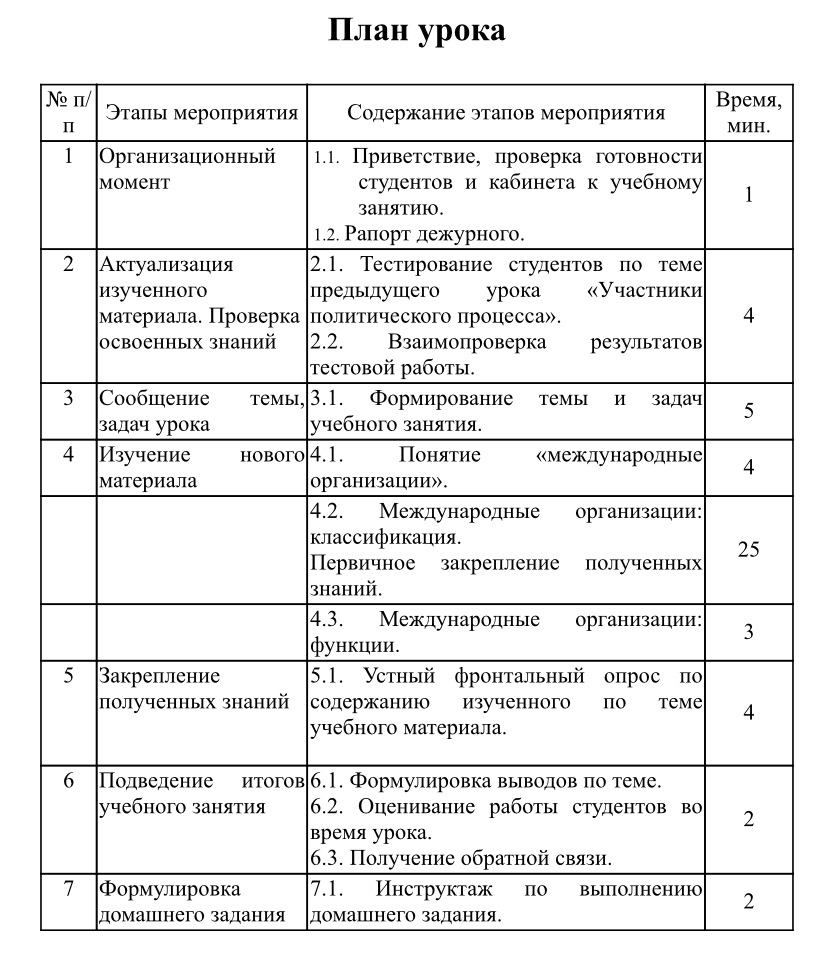 План урока
№ п/
п
Этапы мероприятия
Содержание этапов мероприятия
Время,
мин.
1
Организационный
момент
1.1. Приветствие, проверка готовности
студентов и кабинета к учебному
занятию.
1.2. Рапорт дежурного.
1
2
Актуализация
изученного
материала. Проверка
освоенных знаний
2.1. Тестирование студентов по теме
предыдущего урока «Участники
политического процесса».
2.2. Взаимопроверка результатов
тестовой работы.
4
3
Сообщение темы,
задач урока
3.1. Формирование темы и задач
учебного занятия.
5
4
Изучение нового
материала
4.1. Понятие «международные
организации».
4
4.2. Международные организации:
классификация.
Первичное закрепление полученных
знаний.
25
4.3. Международные организации:
функции.
3
5
Закрепление
полученных знаний
5.1. Устный фронтальный опрос по
содержанию изученного по теме
учебного материала.
4
6
Подведение итогов
учебного занятия
6.1. Формулировка выводов по теме.
6.2. Оценивание работы студентов во
время урока.
6.3. Получение обратной связи.
2
7
Формулировка
домашнего задания
7.1. Инструктаж по выполнению
домашнего задания.
2